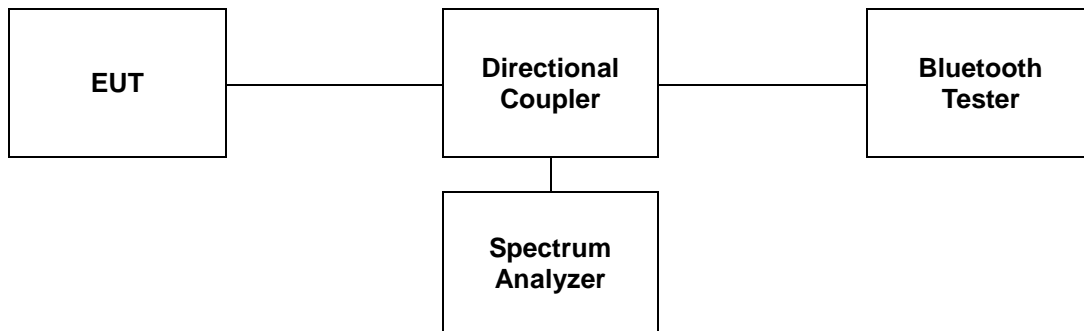 EUT
Directional
Coupler
Bluetooth
Tester
Spectrum
Analyzer